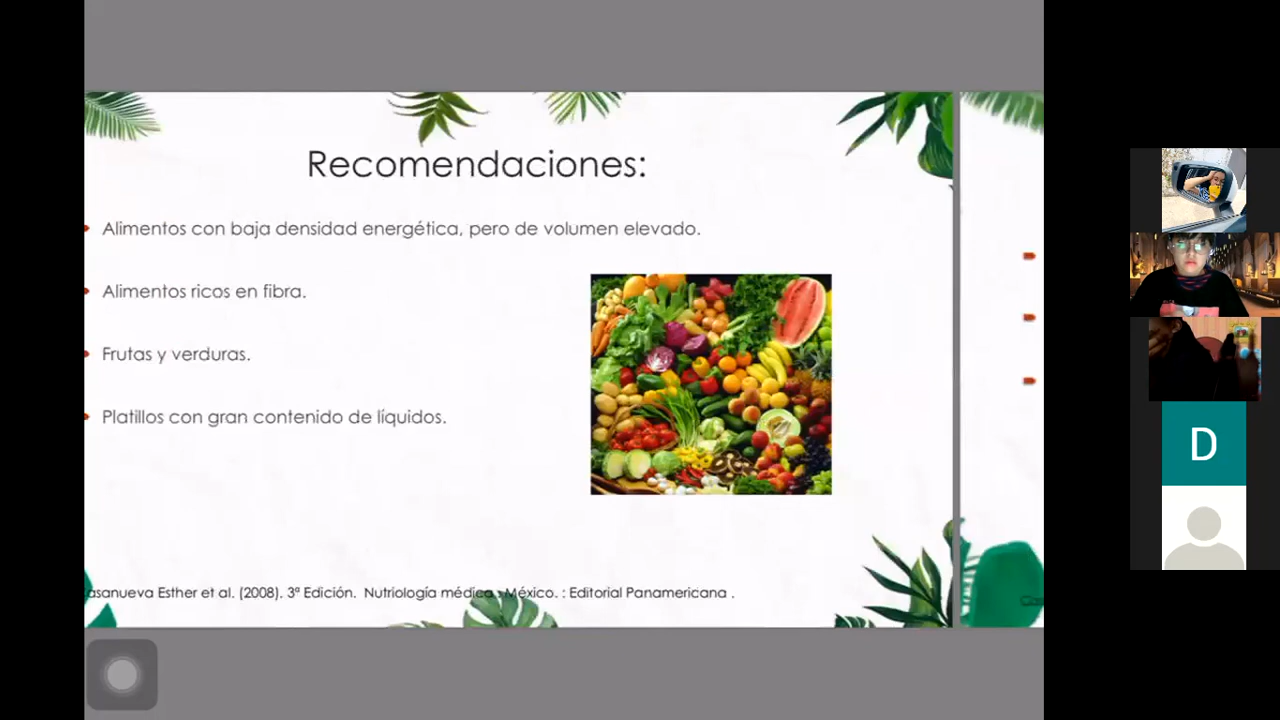 Recomendaciones:
Alimentos con baja densidad energética, pero de volumen elevado.
Alimentos ricos en fibra.
Frutas y verduras.
Platillos con gran contenido de líquidos.
asanueva Esther et al. (2008). 3ª Edición. Nutriología médica . México. : Editorial Panamericana .
D